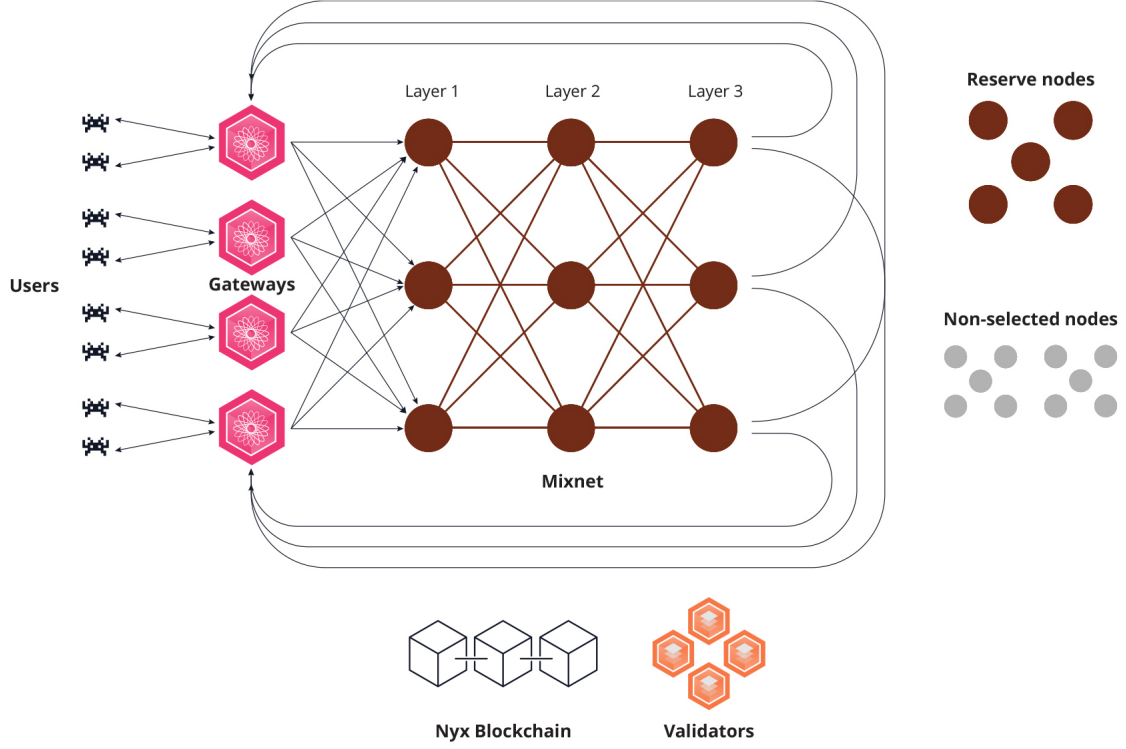 Layer 1
Layer 2
Layer 3
Reserve nodes
Users
Gateways
Non-selected nodes
Mixnet
Nyx Blockchain
Validators